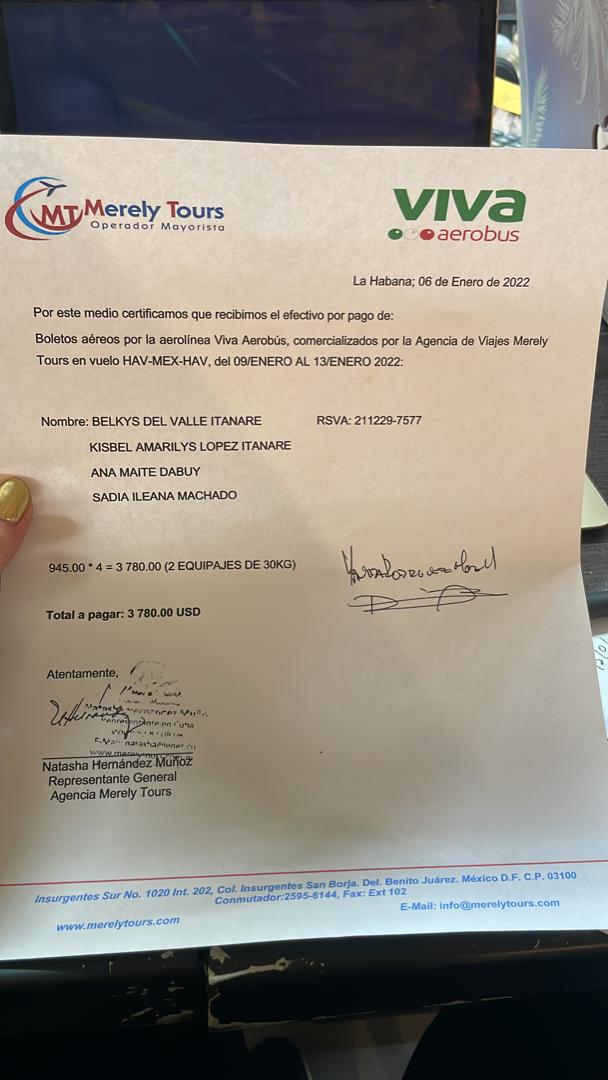 MT Merely Tours
Operador Mayorista
viva
aerobus
La Habana; 06 de Enero de 2022
Por este medio certificamos que recibimos el efectivo por pago de:
Boletos aéreos por la aerolínea Viva Aerobús, comercializados por la Agencia de Viajes Merely
Tours en vuelo HAV-MEX-HAV, del 09/ENERO AL 13/ENERO 2022:
Nombre: BELKYS DEL VALLE ITANARE RSVA: 211229-7577
KISBEL AMARILYS LOPEZ ITANARE
ANA MAITE DABUY
SADIA ILEANA MACHADO
945.00 * 4 = 3 780.00 (2 EQUIPAJES DE 30KG)
Total a pagar: 3 780.00 USD
Atentamente,
Natasha Hernández Muñoz
Representante General
Agencia Merely Tours
Insurgentes Sur No. 1020 Int. 202, Col. Insurgentes San Borja. Del. Benito Juárez. México D.F. C.P. 03100
Conmutador:2595-6144, Fax: Ext 102
www.merelytours.com E-Mail: info@merelytours.com